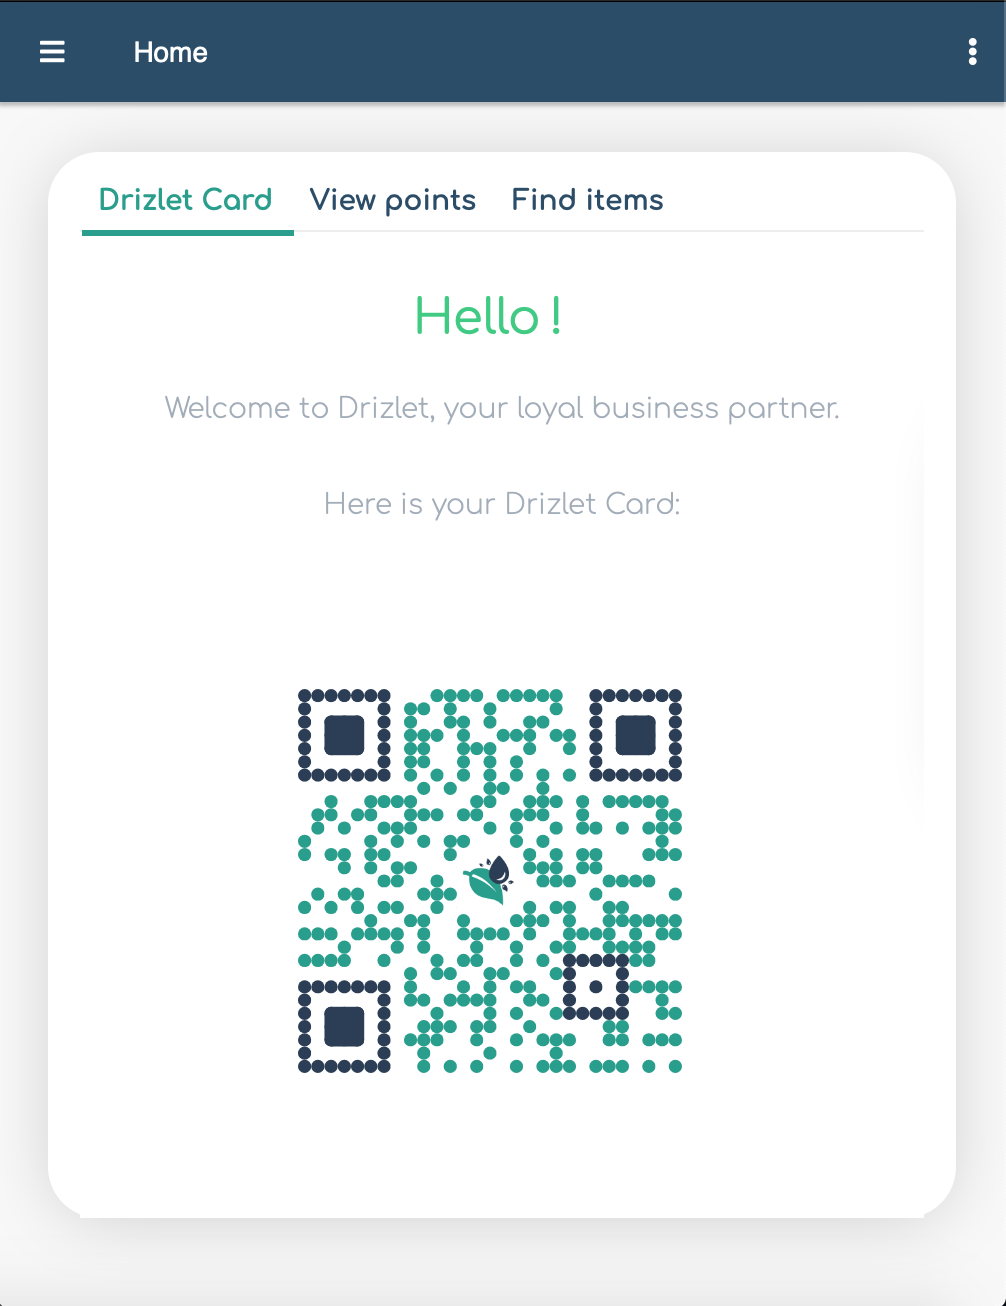 Home
Drizlet Card View points Find items
Hello !
Welcome to Drizlet, your loyal business partner.
Here is your Drizlet Card: